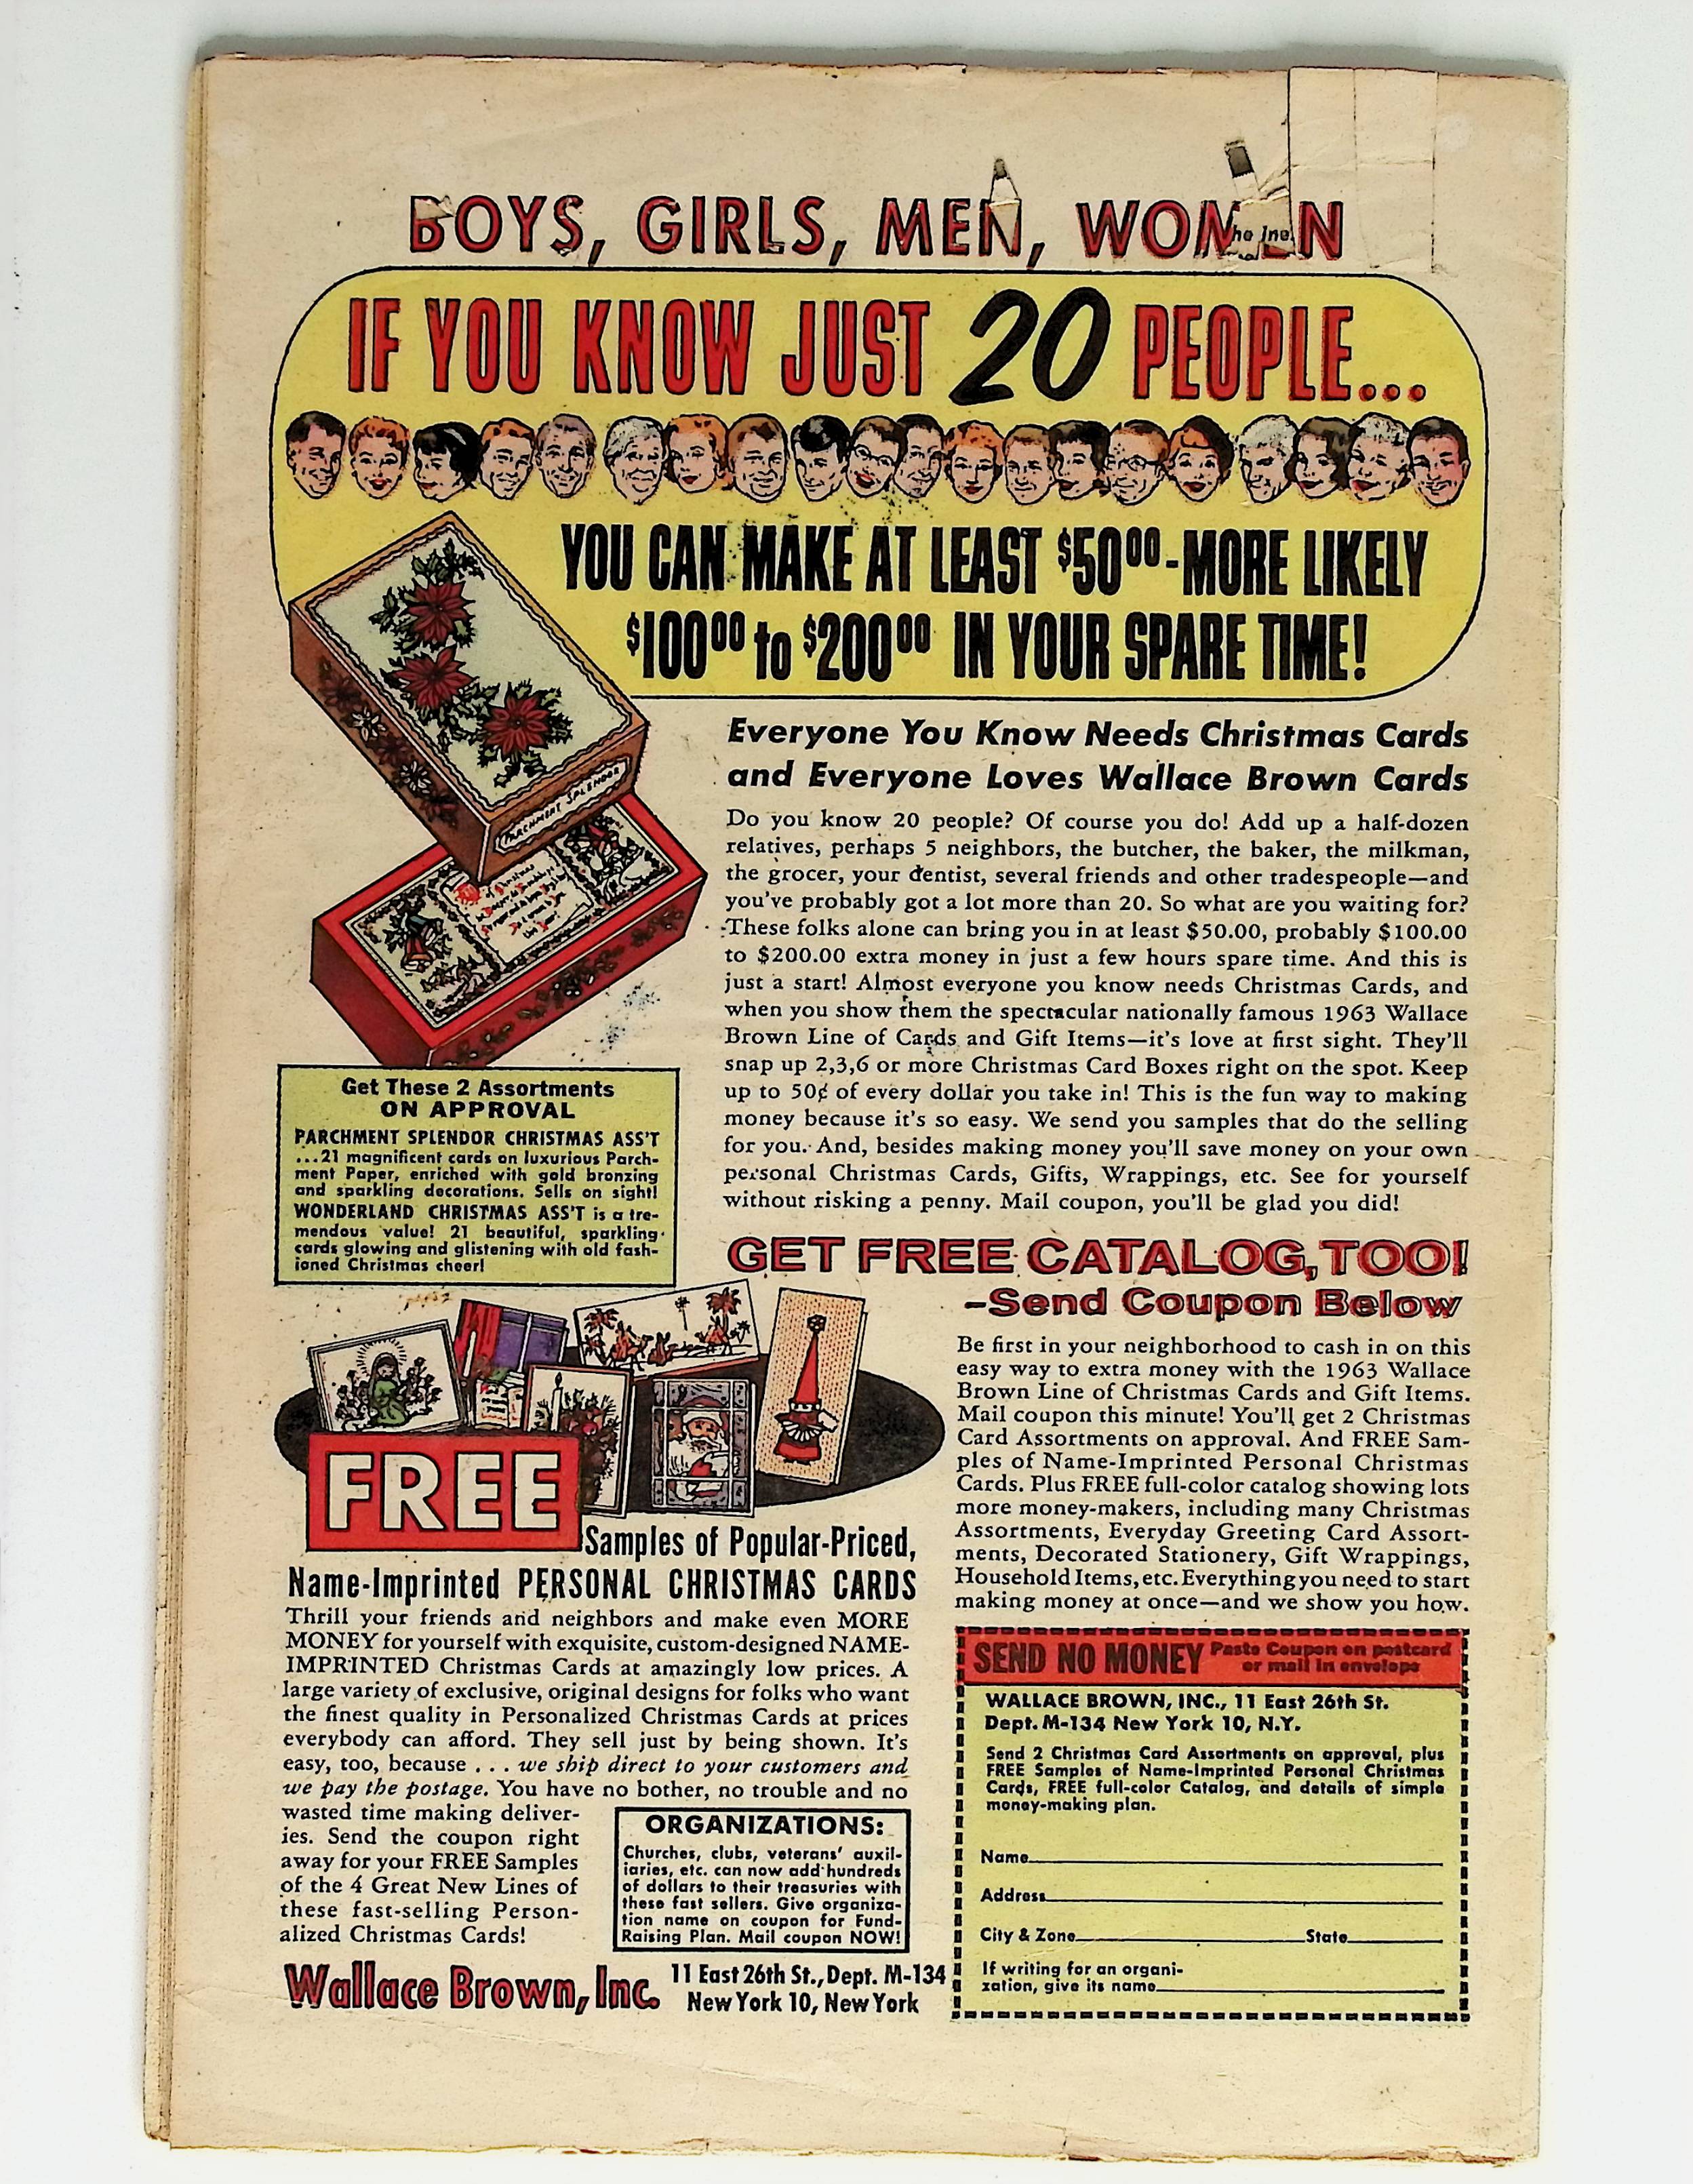 BOYS, GIRLS, MEN, WOMEN
IF YOU KNOW JUST 20 PEOPLE...
YOU CAN MAKE AT LEAST $50.00-MORE LIKELY
$100.00 to $200.00 IN YOUR SPARE TIME!
PARCHMENT SPLENDOR
Everyone You Know Needs Christmas Cards
and Everyone Loves Wallace Brown Cards
Do you know 20 people? Of course you do! Add up a half-dozen
relatives, perhaps 5 neighbors, the butcher, the baker, the milkman,
the grocer, your dentist, several friends and other tradespeople—and
you've probably got a lot more than 20. So what are you waiting for?
These folks alone can bring you in at least $50.00, probably $100.00
to $200.00 extra money in just a few hours spare time. And this is
just a start! Almost everyone you know needs Christmas Cards, and
when you show them the spectacular nationally famous 1963 Wallace
Brown Line of Cards and Gift Items—it's love at first sight. They'll
snap up 2,3,6 or more Christmas Card Boxes right on the spot. Keep
up to 50¢ of every dollar you take in! This is the fun way to making
money because it's so easy. We send you samples that do the selling
for you. And, besides making money you'll save money on your own
personal Christmas Cards, Gifts, Wrappings, etc. See for yourself
without risking a penny. Mail coupon, you'll be glad you did!
Get These 2 Assortments
ON APPROVAL
PARCHMENT SPLENDOR CHRISTMAS ASS'T
...21 magnificent cards on luxurious Parch-
ment Paper, enriched with gold bronzing
and sparkling decorations. Sells on sight!
WONDERLAND CHRISTMAS ASS'T is a tre-
mendous value! 21 beautiful, sparkling
cards glowing and glistening with old fash-
ioned Christmas cheer!
GET FREE CATALOG, TOO!
-Send Coupon Below
Be first in your neighborhood to cash in on this
easy way to extra money with the 1963 Wallace
Brown Line of Christmas Cards and Gift Items.
Mail coupon this minute! You'll get 2 Christmas
Card Assortments on approval. And FREE Sam-
ples of Name-Imprinted Personal Christmas
Cards. Plus FREE full-color catalog showing lots
more money-makers, including many Christmas
Assortments, Everyday Greeting Card Assort-
ments, Decorated Stationery, Gift Wrappings,
Household Items, etc. Everything you need to start
making money at once—and we show you how.
FREE
Samples of Popular-Priced,
Name-Imprinted PERSONAL CHRISTMAS CARDS
Thrill your friends and neighbors and make even MORE
MONEY for yourself with exquisite, custom-designed NAME-
IMPRINTED Christmas Cards at amazingly low prices. A
large variety of exclusive, original designs for folks who want
the finest quality in Personalized Christmas Cards at prices
everybody can afford. They sell just by being shown. It's
easy, too, because . . . we ship direct to your customers and
we pay the postage. You have no bother, no trouble and no
wasted time making deliver-
ies. Send the coupon right
away for your FREE Samples
of the 4 Great New Lines of
these fast-selling Person-
alized Christmas Cards!
ORGANIZATIONS:
Churches, clubs, veterans' auxil-
iaries, etc. can now add hundreds
of dollars to their treasuries with
these fast sellers. Give organiza-
tion name on coupon for Fund-
Raising Plan. Mail coupon NOW!
Wallace Brown, Inc.
11 East 26th St., Dept. M-134
New York 10, New York
SEND NO MONEY Paste Coupon on postcard
or mail in envelope
WALLACE BROWN, INC., 11 East 26th St.
Dept. M-134 New York 10, N.Y.
Send 2 Christmas Card Assortments on approval, plus
FREE Samples of Name-Imprinted Personal Christmas
Cards, FREE full-color Catalog, and details of simple
money-making plan.
Name
Address
City & Zone State
If writing for an organi-
zation, give its name